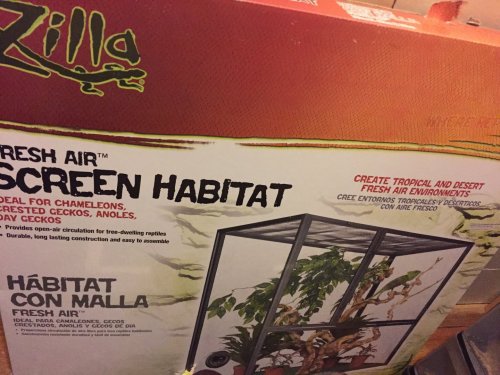 Zilla
FRESH AIR™
SCREEN HABITAT
IDEAL FOR CHAMELEONS,
CRESTED GECKOS, ANOLES,
DAY GECKOS
• Provides open-air circulation for tree-dwelling reptiles
• Durable, long lasting construction and easy to assemble
CREATE TROPICAL AND DESERT
FRESH AIR ENVIRONMENTS
CREE ENTORNOS TROPICALES Y DESÉRTICOS
CON AIRE FRESCO
HÁBITAT
CON MALLA
FRESH AIR™
IDEAL PARA CAMALEONES, GECOS
CRESTADOS, ANOLIS Y GECOS DE DÍA
WHERE